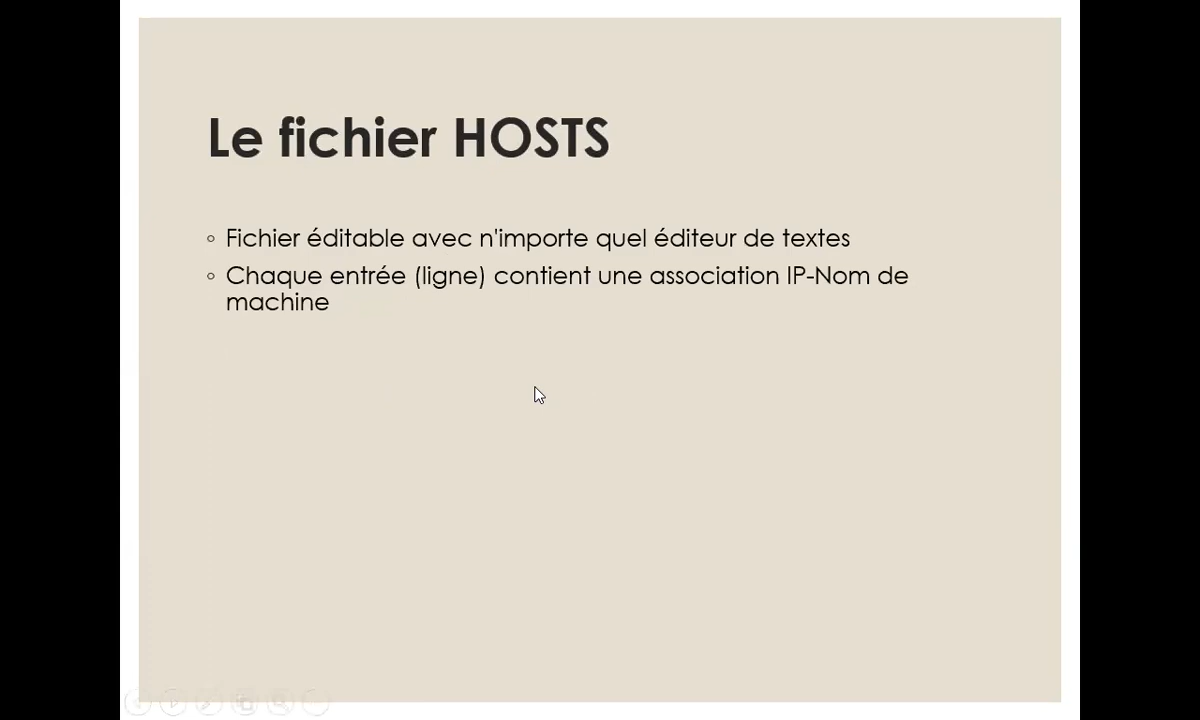 Le fichier HOSTS
◦ Fichier éditable avec n'importe quel éditeur de textes
◦ Chaque entrée (ligne) contient une association IP-Nom de
machine